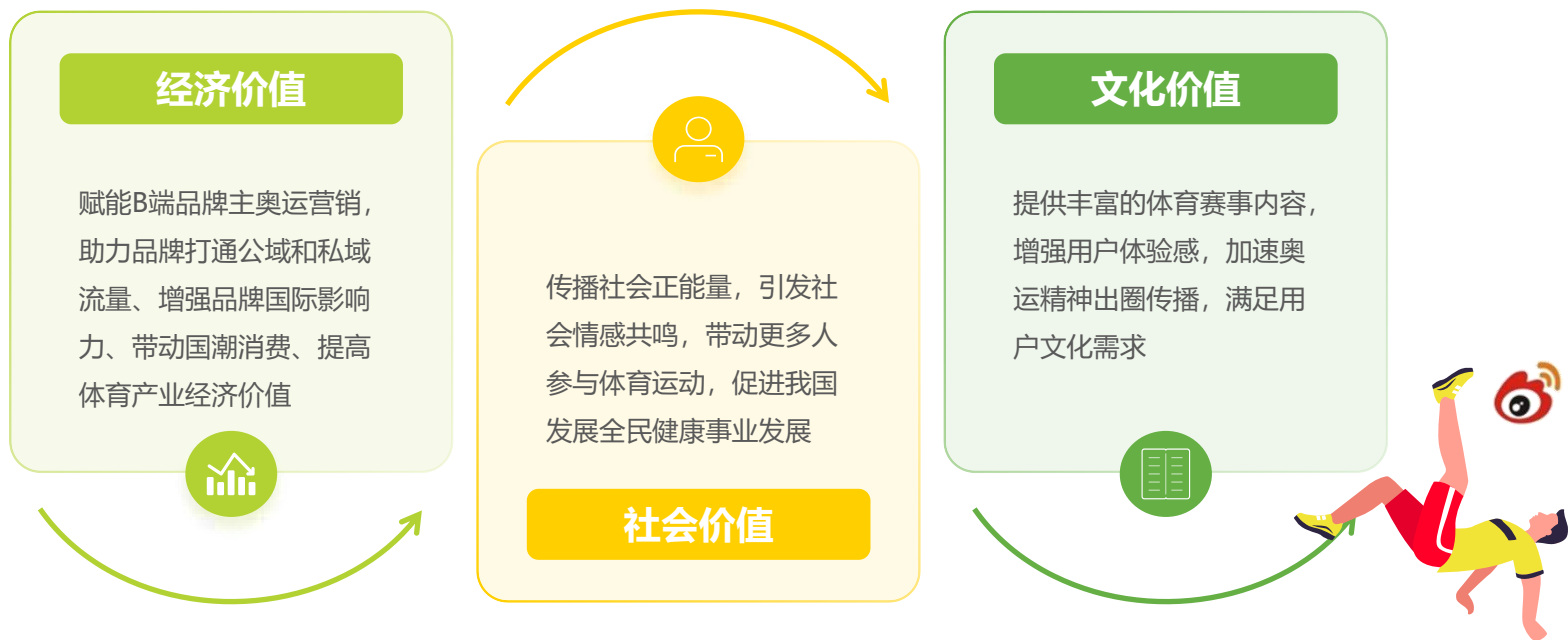 经济价值
赋能B端品牌主奥运营销，
助力品牌打通公域和私域
流量、增强品牌国际影响
力、带动国潮消费、提高
体育产业经济价值
传播社会正能量，引发社
会情感共鸣，带动更多人
参与体育运动，促进我国
发展全民健康事业发展
社会价值
文化价值
提供丰富的体育赛事内容，
增强用户体验感，加速奥
运精神出圈传播，满足用
户文化需求